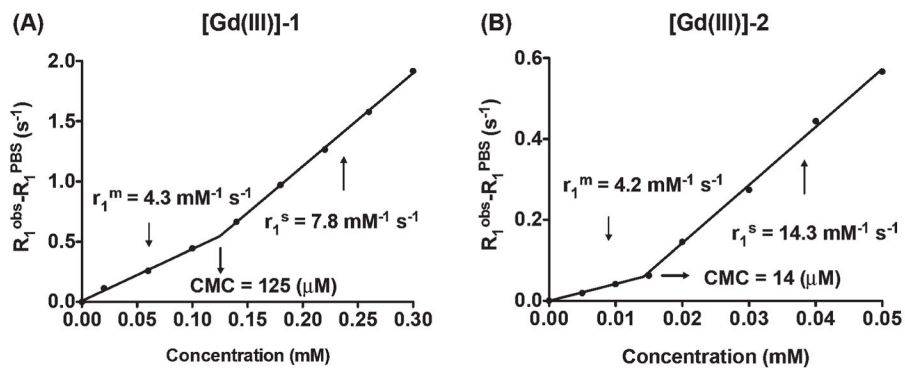 (A) [Gd(III)]-1
R₁ᵒᵇˢ-R₁ᴾᴮˢ (s⁻¹)
2.0
1.5
1.0
0.5
0.0
r₁ᵐ = 4.3 mM⁻¹ s⁻¹
r₁ˢ = 7.8 mM⁻¹ s⁻¹
CMC = 125 (μM)
0.00 0.05 0.10 0.15 0.20 0.25 0.30
Concentration (mM)
(B) [Gd(III)]-2
R₁ᵒᵇˢ-R₁ᴾᴮˢ (s⁻¹)
0.6
0.4
0.2
0.0
r₁ᵐ = 4.2 mM⁻¹ s⁻¹
r₁ˢ = 14.3 mM⁻¹ s⁻¹
CMC = 14 (μM)
0.00 0.01 0.02 0.03 0.04 0.05
Concentration (mM)